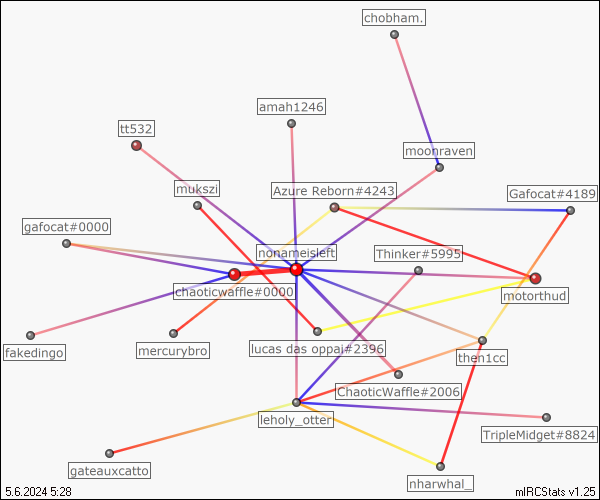 chobham.
amah1246
tt532
moonraven
mukszi
Azure Reborn#4243
Gafocat#4189
gafocat#0000
nonameisleft
Thinker#5995
chaoticwaffle#0000
motorthud
fakedingo
mercurybro
lucas das oppai#2396
then1cc
ChaoticWaffle#2006
leholy_otter
TripleMidget#8824
gateauxcatto
nharwhal_
5.6.2024 5:28
mIRCStats v1.25